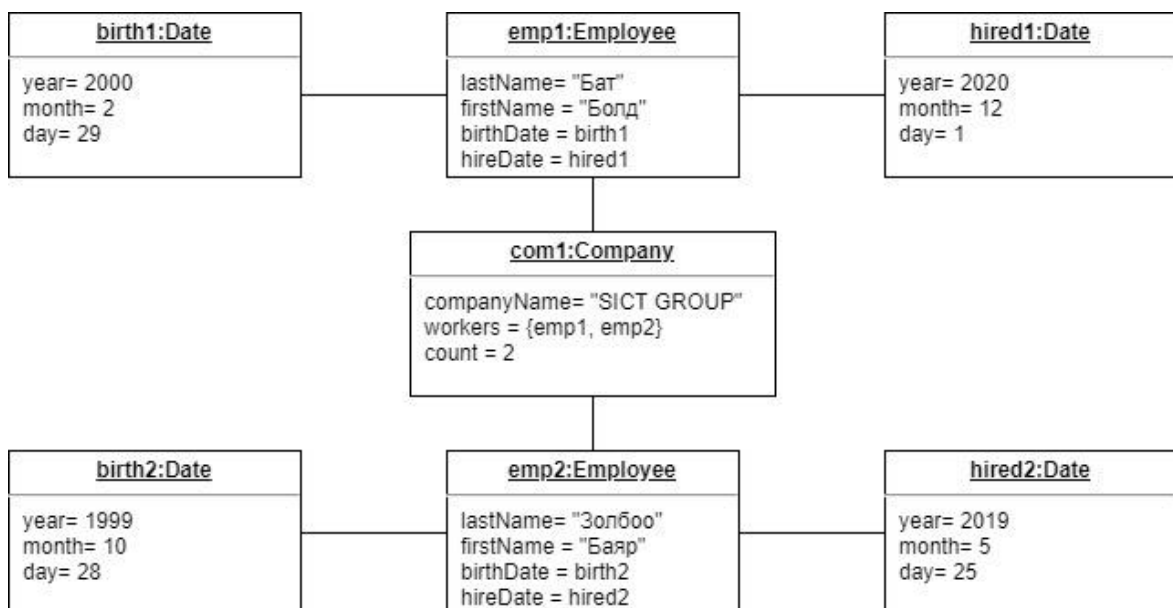 birth1:Date
year= 2000
month= 2
day= 29
emp1:Employee
lastName= "Бат"
firstName = "Болд"
birthDate = birth1
hireDate = hired1
hired1:Date
year= 2020
month= 12
day= 1
com1:Company
companyName= "SICT GROUP"
workers = {emp1, emp2}
count = 2
birth2:Date
year= 1999
month= 10
day= 28
emp2:Employee
lastName= "Золбоо"
firstName = "Баяр"
birthDate = birth2
hireDate = hired2
hired2:Date
year= 2019
month= 5
day= 25